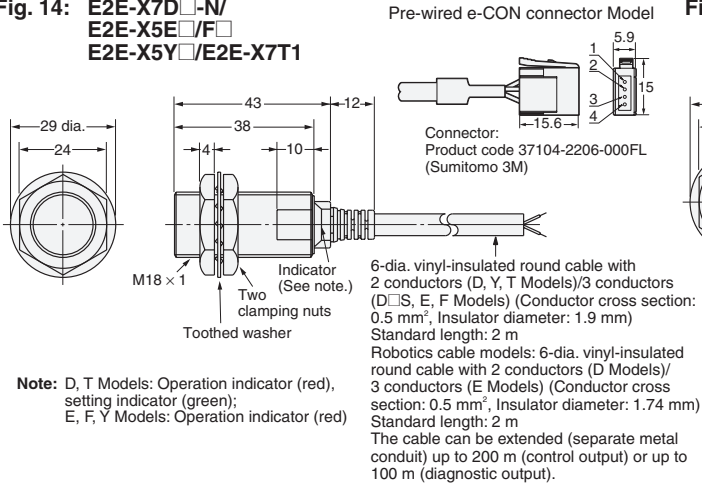 Fig. 14: E2E-X7D□-N/
E2E-X5E□/F□
E2E-X5Y□/E2E-X7T1
Pre-wired e-CON connector Model
Fi
5.9
1
2
3
4
15
15.6
Connector:
Product code 37104-2206-000FL
(Sumitomo 3M)
43
12
38
4
10
29 dia.
24
M18 × 1
Indicator
(See note.)
Two
clamping nuts
Toothed washer
6-dia. vinyl-insulated round cable with
2 conductors (D, Y, T Models)/3 conductors
(D□S, E, F Models) (Conductor cross section:
0.5 mm², Insulator diameter: 1.9 mm)
Standard length: 2 m
Robotics cable models: 6-dia. vinyl-insulated
round cable with 2 conductors (D Models)/
3 conductors (E Models) (Conductor cross
section: 0.5 mm², Insulator diameter: 1.74 mm)
Standard length: 2 m
The cable can be extended (separate metal
conduit) up to 200 m (control output) or up to
100 m (diagnostic output).
Note: D, T Models: Operation indicator (red),
setting indicator (green);
E, F, Y Models: Operation indicator (red)